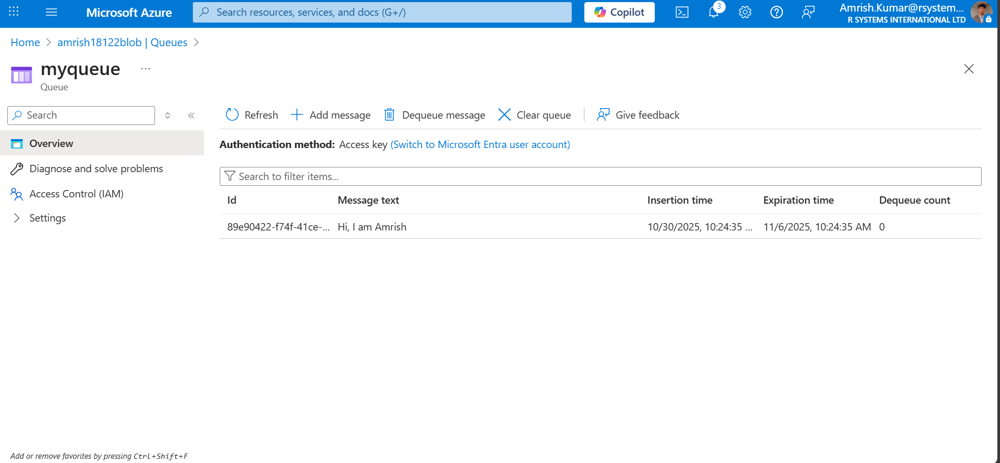 Microsoft Azure
Search resources, services, and docs (G+/)
Copilot
3
Amrish.Kumar@rsystem...
R SYSTEMS INTERNATIONAL LTD
Home > amrish18122blob | Queues >
myqueue ...
Queue
Search
Refresh Add message Dequeue message Clear queue Give feedback
Overview
Diagnose and solve problems
Access Control (IAM)
Settings
Authentication method: Access key (Switch to Microsoft Entra user account)
Search to filter items...
Id Message text Insertion time Expiration time Dequeue count
89e90422-f74f-41ce-... Hi, I am Amrish 10/30/2025, 10:24:35 ... 11/6/2025, 10:24:35 AM 0
Add or remove favorites by pressing Ctrl+Shift+F